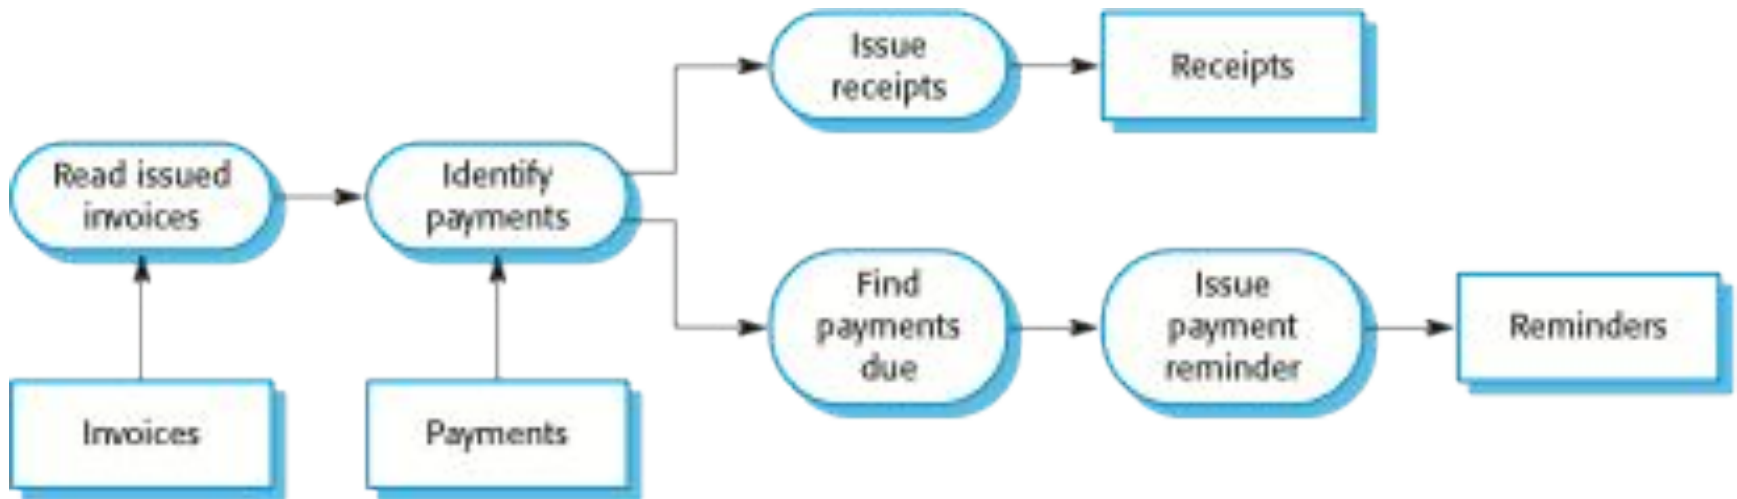 Issue
receipts
Receipts
Read issued
invoices
Identify
payments
Find
payments
due
Issue
payment
reminder
Reminders
Invoices
Payments